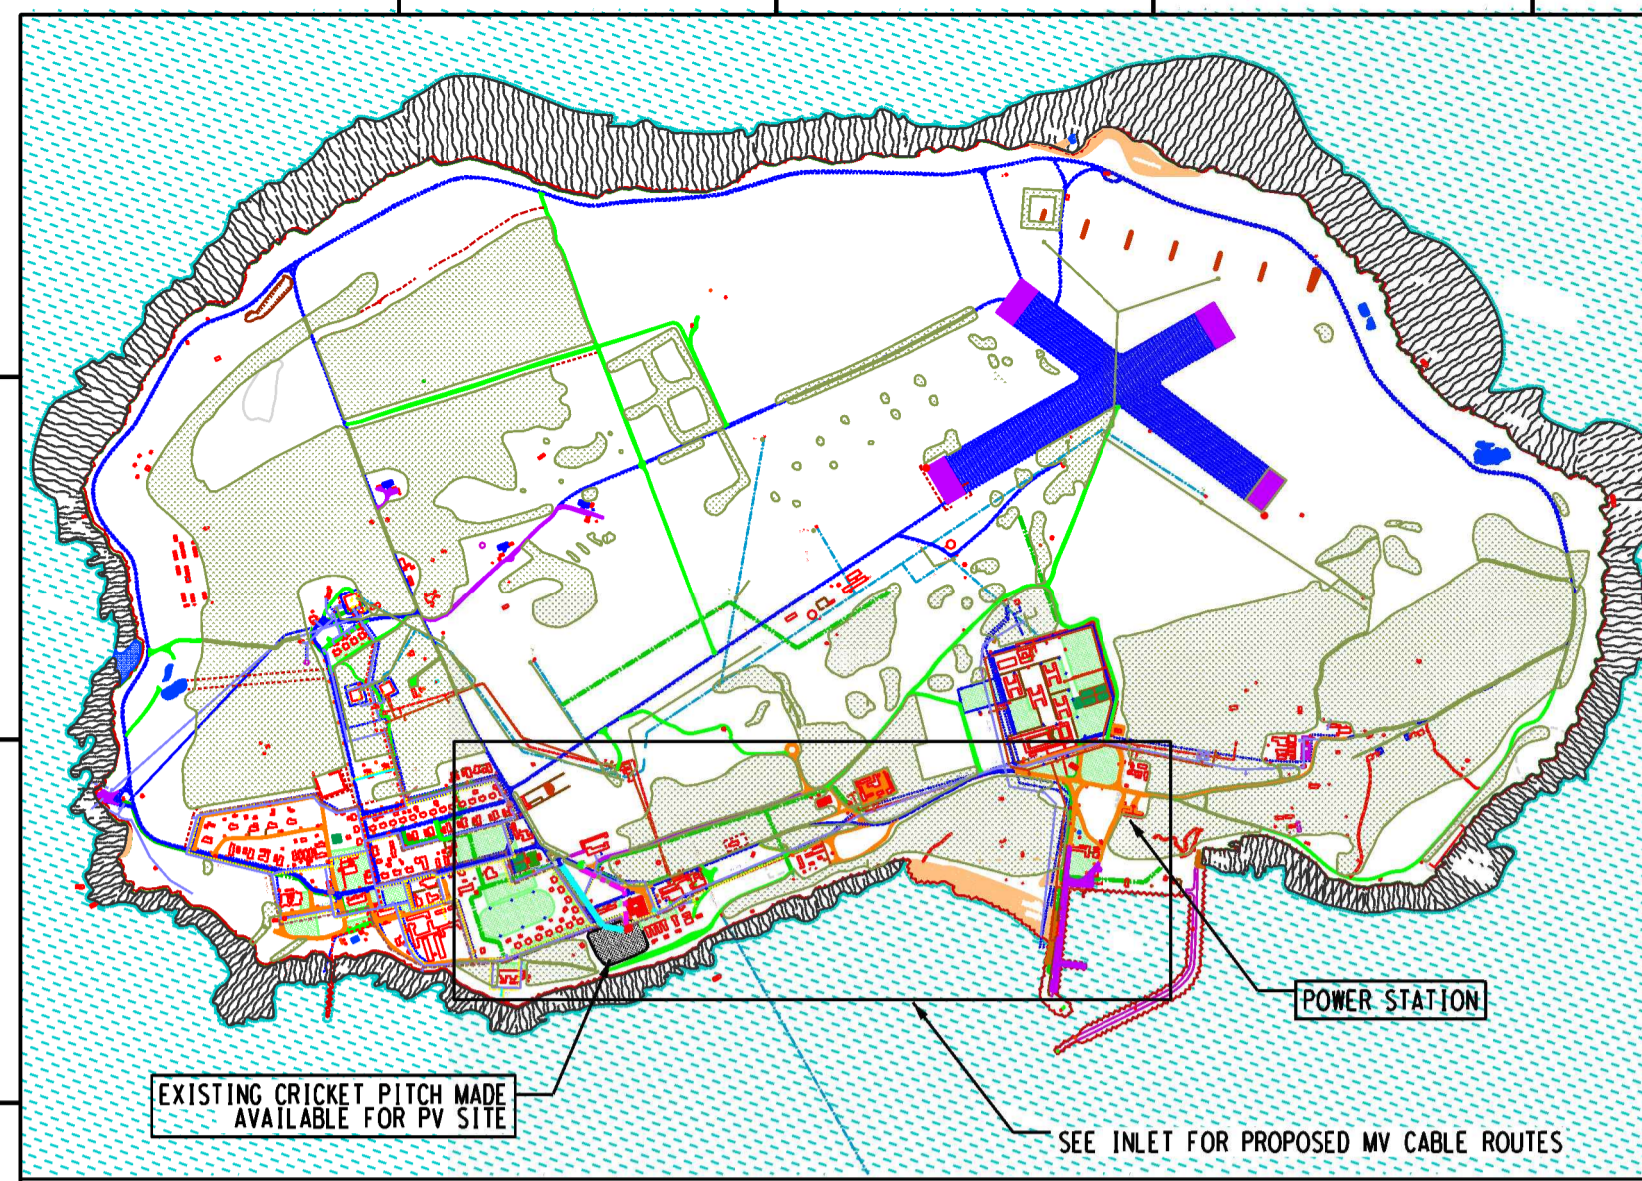 POWER STATION
EXISTING CRICKET PITCH MADE
AVAILABLE FOR PV SITE
SEE INLET FOR PROPOSED MV CABLE ROUTES